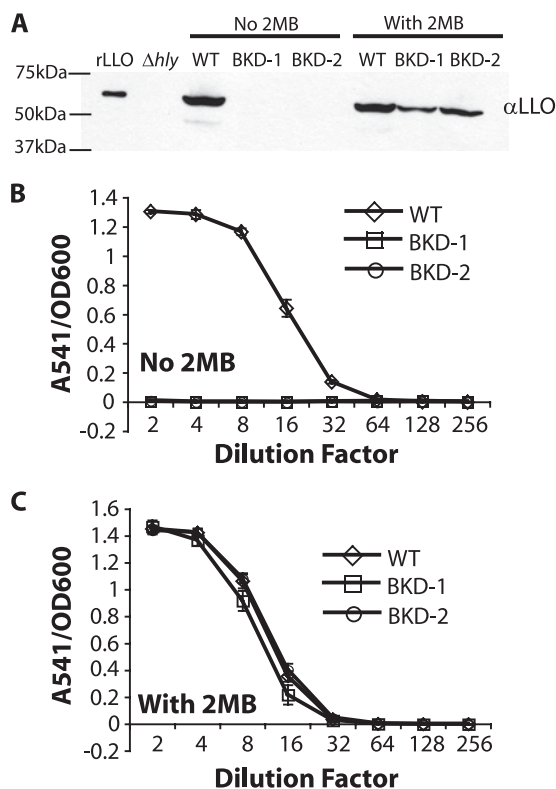 A
No 2MB With 2MB
rLLO Δhly WT BKD-1 BKD-2 WT BKD-1 BKD-2
75kDa
50kDa
37kDa
αLLO
B
A541/OD600
1.4
1.2
1
0.8
0.6
0.4
0.2
0
-0.2
WT
BKD-1
BKD-2
No 2MB
2 4 8 16 32 64 128 256
Dilution Factor
C
A541/OD600
1.6
1.4
1.2
1
0.8
0.6
0.4
0.2
0
-0.2
WT
BKD-1
BKD-2
With 2MB
2 4 8 16 32 64 128 256
Dilution Factor